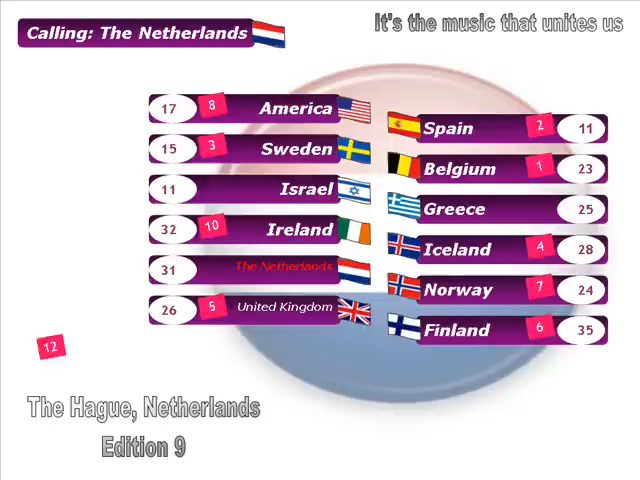 Calling: The Netherlands
It's the music that unites us
17 8 America
15 3 Sweden
11 Israel
32 10 Ireland
31 The Netherlands
26 5 United Kingdom
Spain 2 11
Belgium 1 23
Greece 25
Iceland 4 28
Norway 7 24
Finland 6 35
12
The Hague, Netherlands
Edition 9